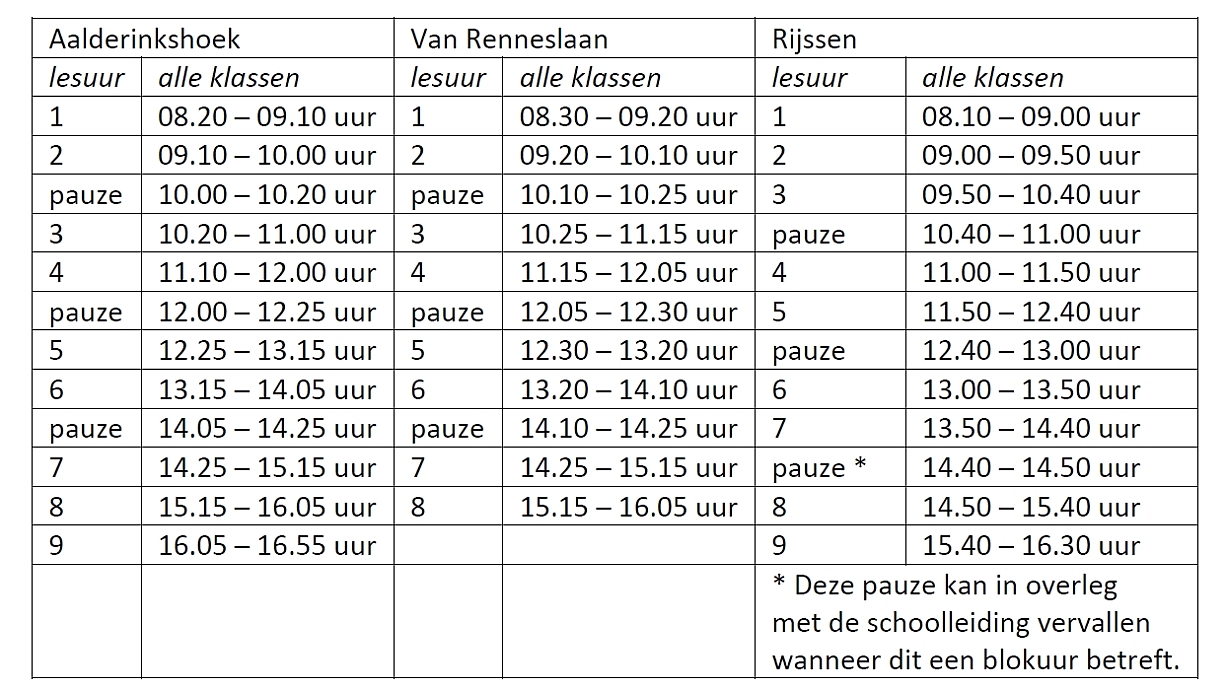 Aalderinkshoek Van Renneslaan Rijssen
lesuur alle klassen lesuur alle klassen lesuur alle klassen
1 08.20 – 09.10 uur 1 08.30 – 09.20 uur 1 08.10 – 09.00 uur
2 09.10 – 10.00 uur 2 09.20 – 10.10 uur 2 09.00 – 09.50 uur
pauze 10.00 – 10.20 uur pauze 10.10 – 10.25 uur 3 09.50 – 10.40 uur
3 10.20 – 11.00 uur 3 10.25 – 11.15 uur pauze 10.40 – 11.00 uur
4 11.10 – 12.00 uur 4 11.15 – 12.05 uur 4 11.00 – 11.50 uur
pauze 12.00 – 12.25 uur pauze 12.05 – 12.30 uur 5 11.50 – 12.40 uur
5 12.25 – 13.15 uur 5 12.30 – 13.20 uur pauze 12.40 – 13.00 uur
6 13.15 – 14.05 uur 6 13.20 – 14.10 uur 6 13.00 – 13.50 uur
pauze 14.05 – 14.25 uur pauze 14.10 – 14.25 uur 7 13.50 – 14.40 uur
7 14.25 – 15.15 uur 7 14.25 – 15.15 uur pauze * 14.40 – 14.50 uur
8 15.15 – 16.05 uur 8 15.15 – 16.05 uur 8 14.50 – 15.40 uur
9 16.05 – 16.55 uur 9 15.40 – 16.30 uur
* Deze pauze kan in overleg
met de schoolleiding vervallen
wanneer dit een blokuur betreft.